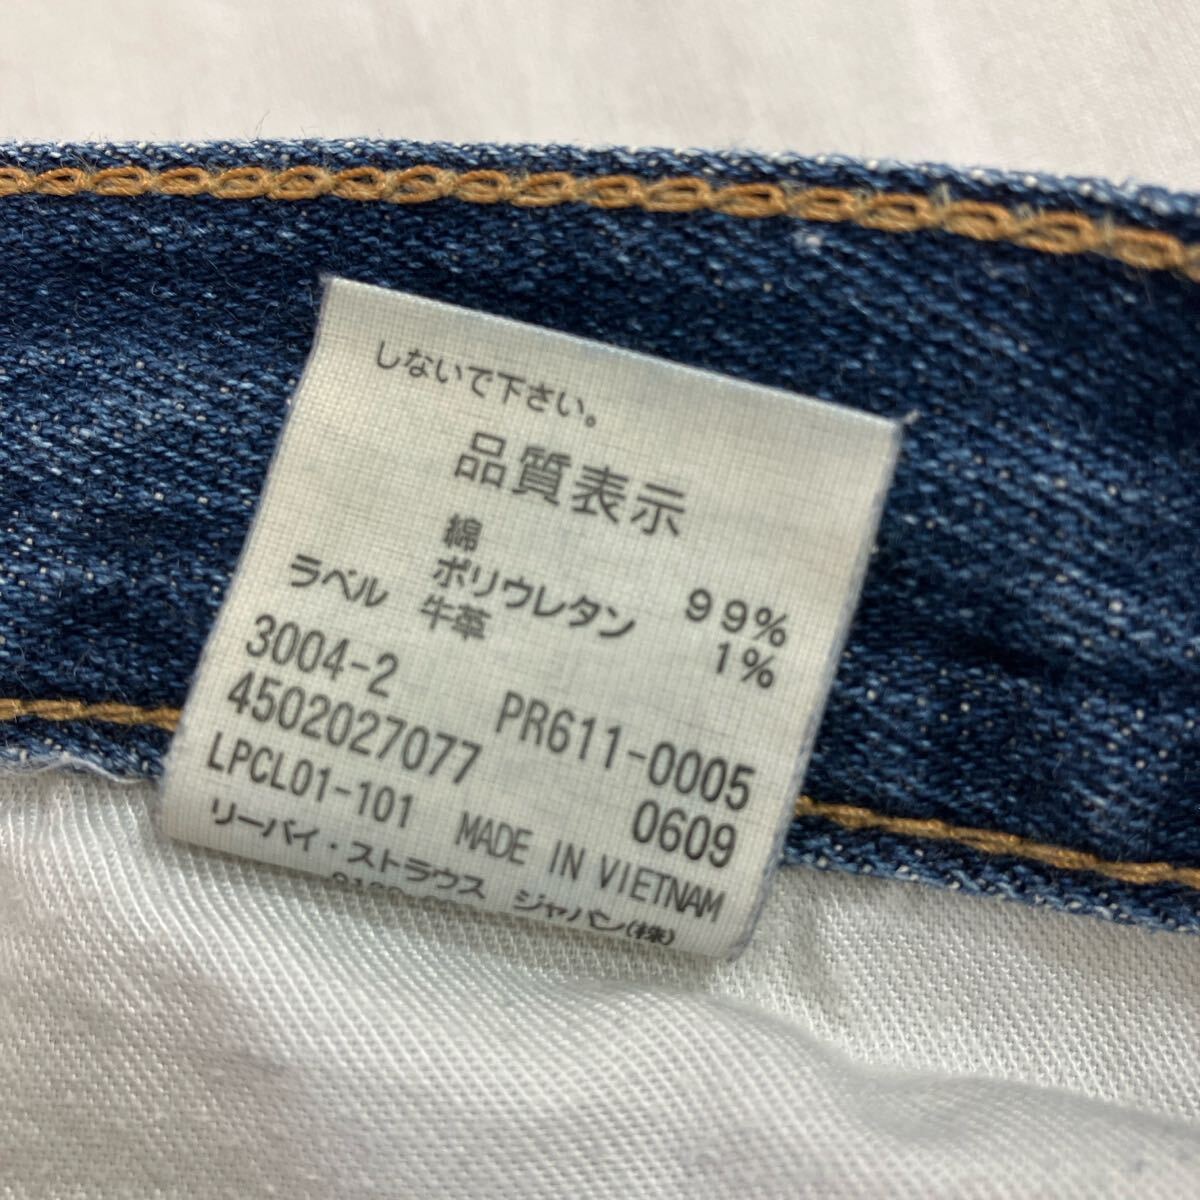 しないで下さい。
品質表示
綿 99%
ポリウレタン 1%
ラベル 牛革
3004-2 PR611-0005
4502027077 0609
LPCL01-101 MADE IN VIETNAM
リーバイ・ストラウス ジャパン(株)